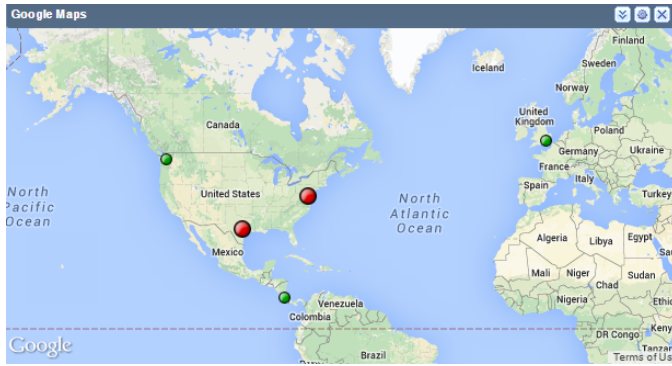 Google Maps
Finland
Iceland
Sweden
Norway
Canada
United
Kingdom
Poland
Germany
Ukraine
France
North
Pacific
Ocean
United States
Spain
Italy
Turkey
North
Atlantic
Ocean
Mexico
Algeria
Libya
Egypt
Mali
Niger
Chad
Sudan
Venezuela
Nigeria
Colombia
DR Congo
Google
Brazil
Terms of Us